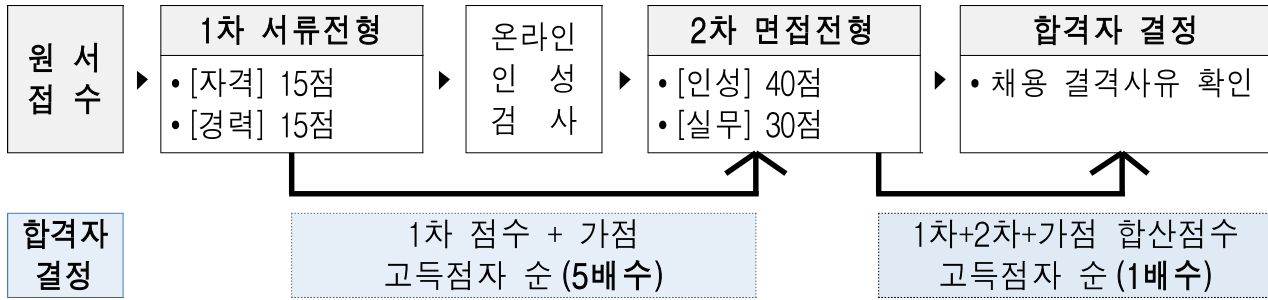 원 서
접 수
1차 서류전형
• [자격] 15점
• [경력] 15점
온라인
인 성
검 사
2차 면접전형
• [인성] 40점
• [실무] 30점
합격자 결정
• 채용 결격사유 확인
합격자
결정
1차 점수 + 가점
고득점자 순 (5배수)
1차+2차+가점 합산점수
고득점자 순 (1배수)